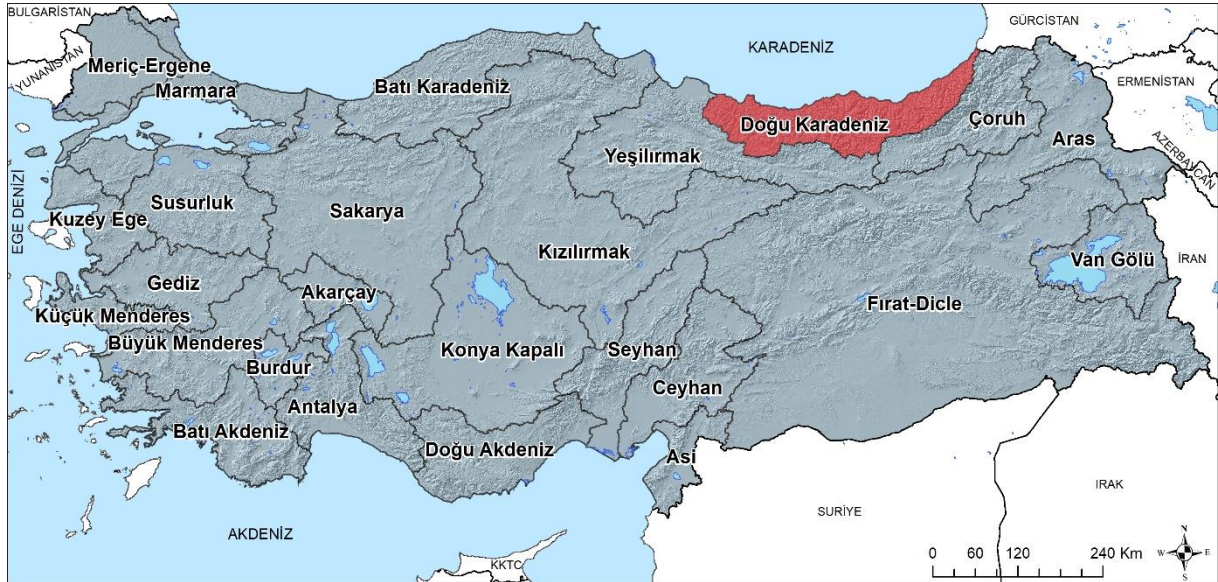 BULGARİSTAN
YUNANİSTAN
GÜRCİSTAN
ERMENİSTAN
AZERBAYCAN
İRAN
IRAK
SURİYE
KKTC
KARADENİZ
EGE DENİZİ
AKDENİZ
Meriç-Ergene
Marmara
Batı Karadeniz
Doğu Karadeniz
Çoruh
Aras
Yeşilırmak
Susurluk
Sakarya
Kuzey Ege
Kızılırmak
Van Gölü
Gediz
Akarçay
Fırat-Dicle
Küçük Menderes
Büyük Menderes
Burdur
Konya Kapalı
Seyhan
Ceyhan
Antalya
Batı Akdeniz
Doğu Akdeniz
Asi
N
W E
S
0 60 120 240 Km